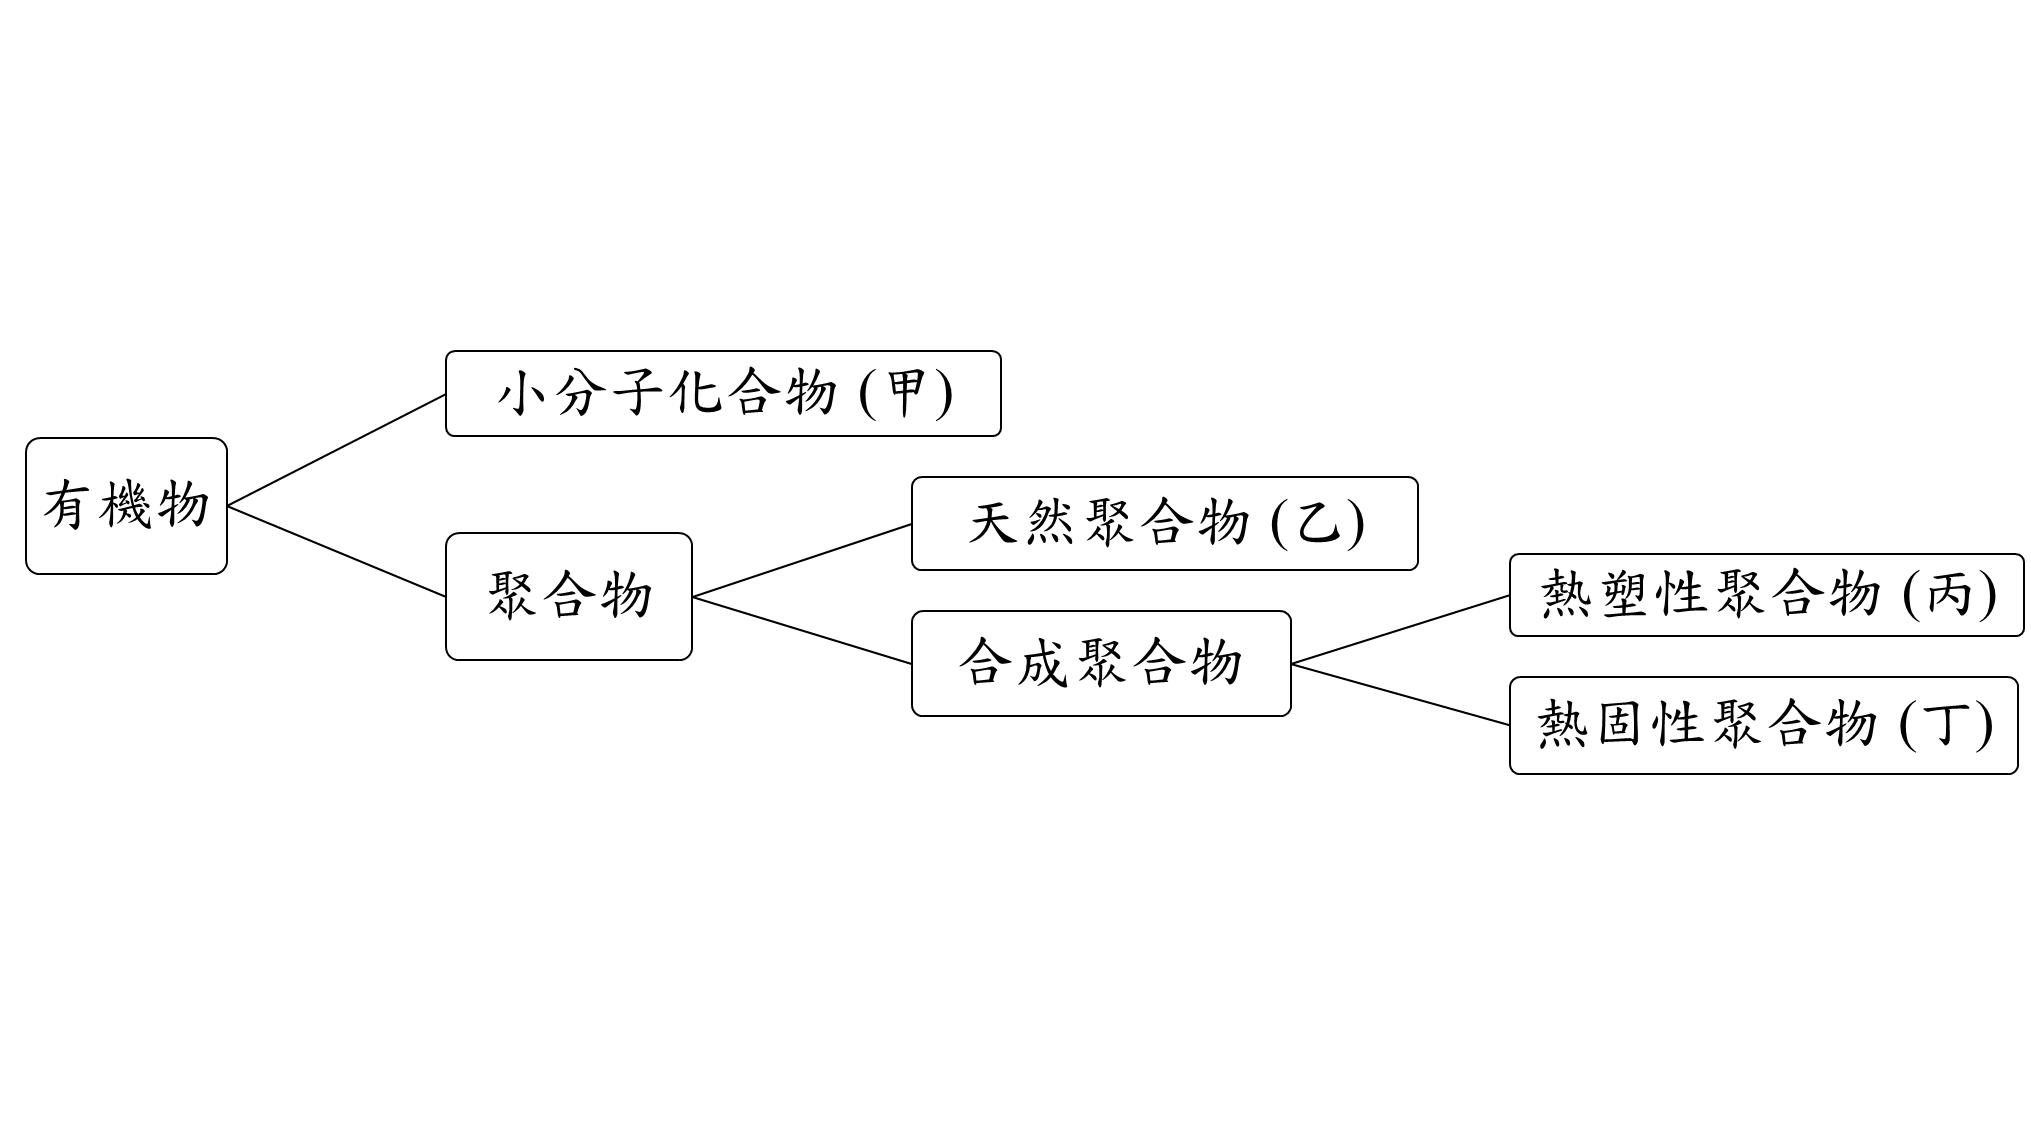 有機物
小分子化合物 (甲)
聚合物
天然聚合物 (乙)
合成聚合物
熱塑性聚合物 (丙)
熱固性聚合物 (丁)